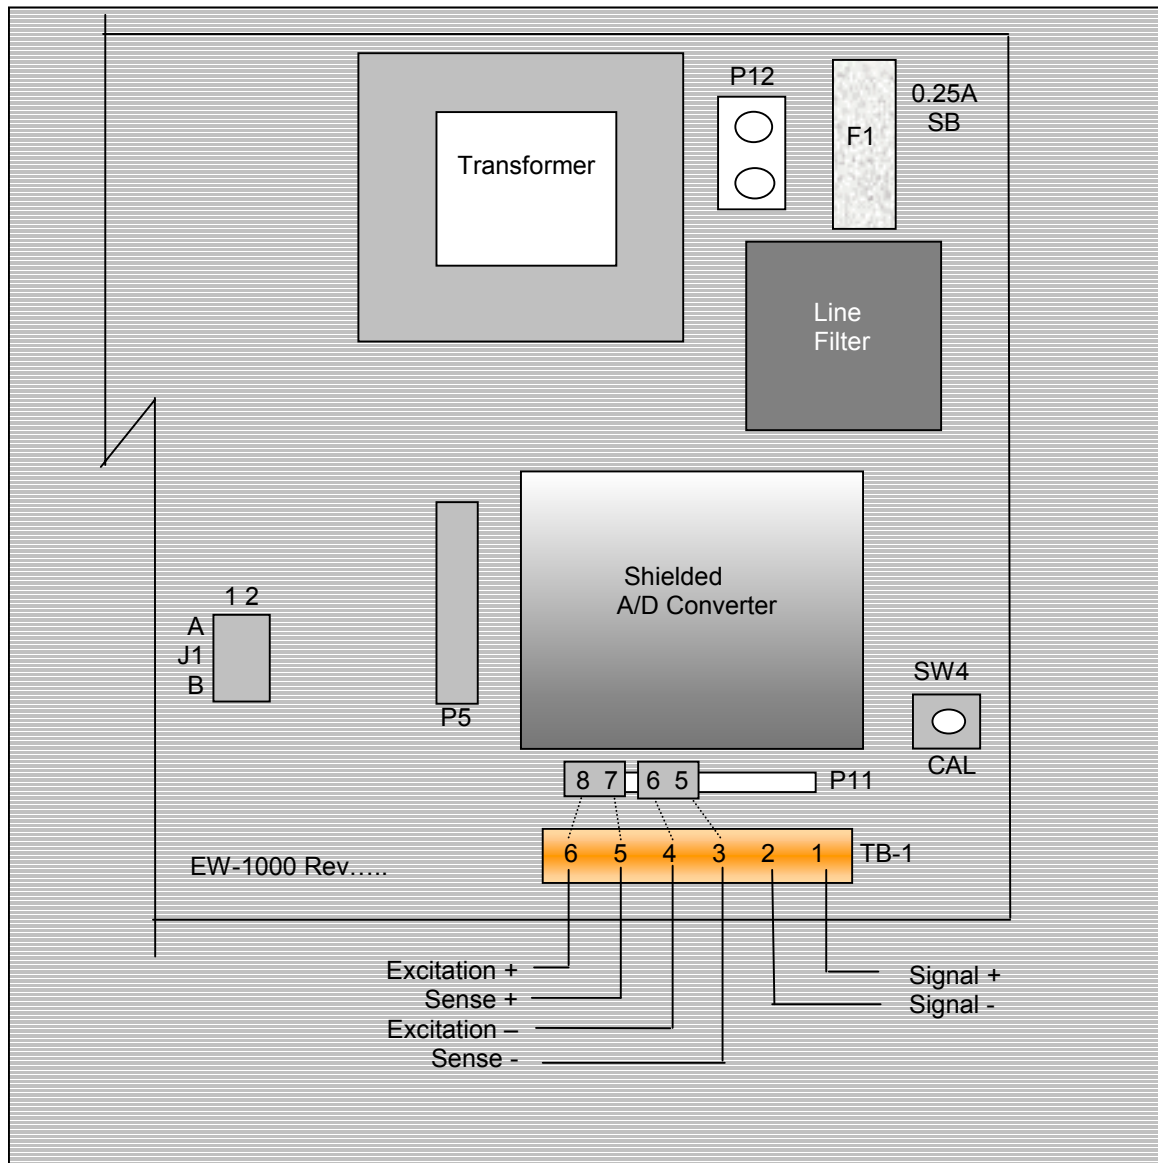 P12
0.25A
SB
F1
Transformer
Line
Filter
Shielded
A/D Converter
1 2
A
J1
B
P5
SW4
CAL
8 7 6 5
P11
6 5 4 3 2 1
TB-1
EW-1000 Rev…..
Excitation +
Sense +
Excitation –
Sense -
Signal +
Signal -